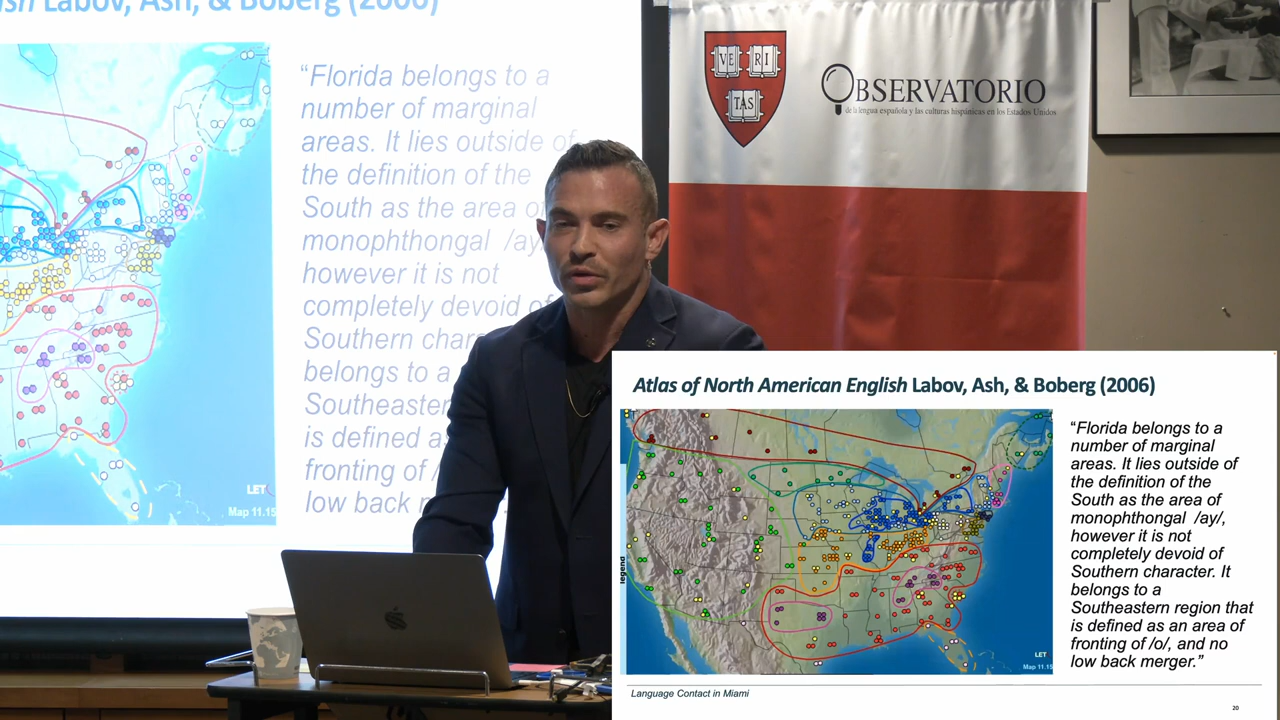 ish Labov, Ash, & Boberg (2006)
“Florida belongs to a
number of marginal
areas. It lies outside of
the definition of the
South as the area of
monophthongal /ay/,
however it is not
completely devoid of
Southern char
belongs to a
Southeaster
is defined a
fronting of /
low back m
LET
Map 11.15
VE RI
TAS
OBSERVATORIO
de la lengua española y las culturas hispánicas en los Estados Unidos
Atlas of North American English Labov, Ash, & Boberg (2006)
“Florida belongs to a
number of marginal
areas. It lies outside of
the definition of the
South as the area of
monophthongal /ay/,
however it is not
completely devoid of
Southern character. It
belongs to a
Southeastern region that
is defined as an area of
fronting of /o/, and no
low back merger.”
legend
LET
Map 11.15
Language Contact in Miami
20